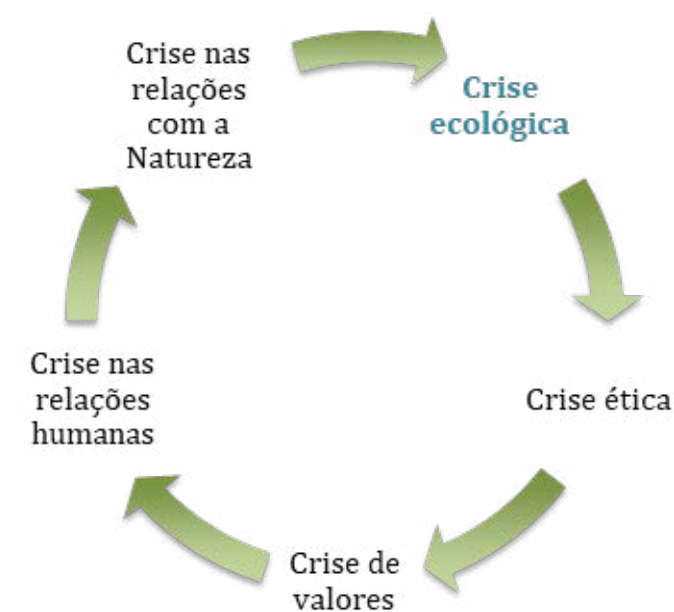 Crise nas
relações
com a
Natureza
Crise
ecológica
Crise ética
Crise de
valores
Crise nas
relações
humanas